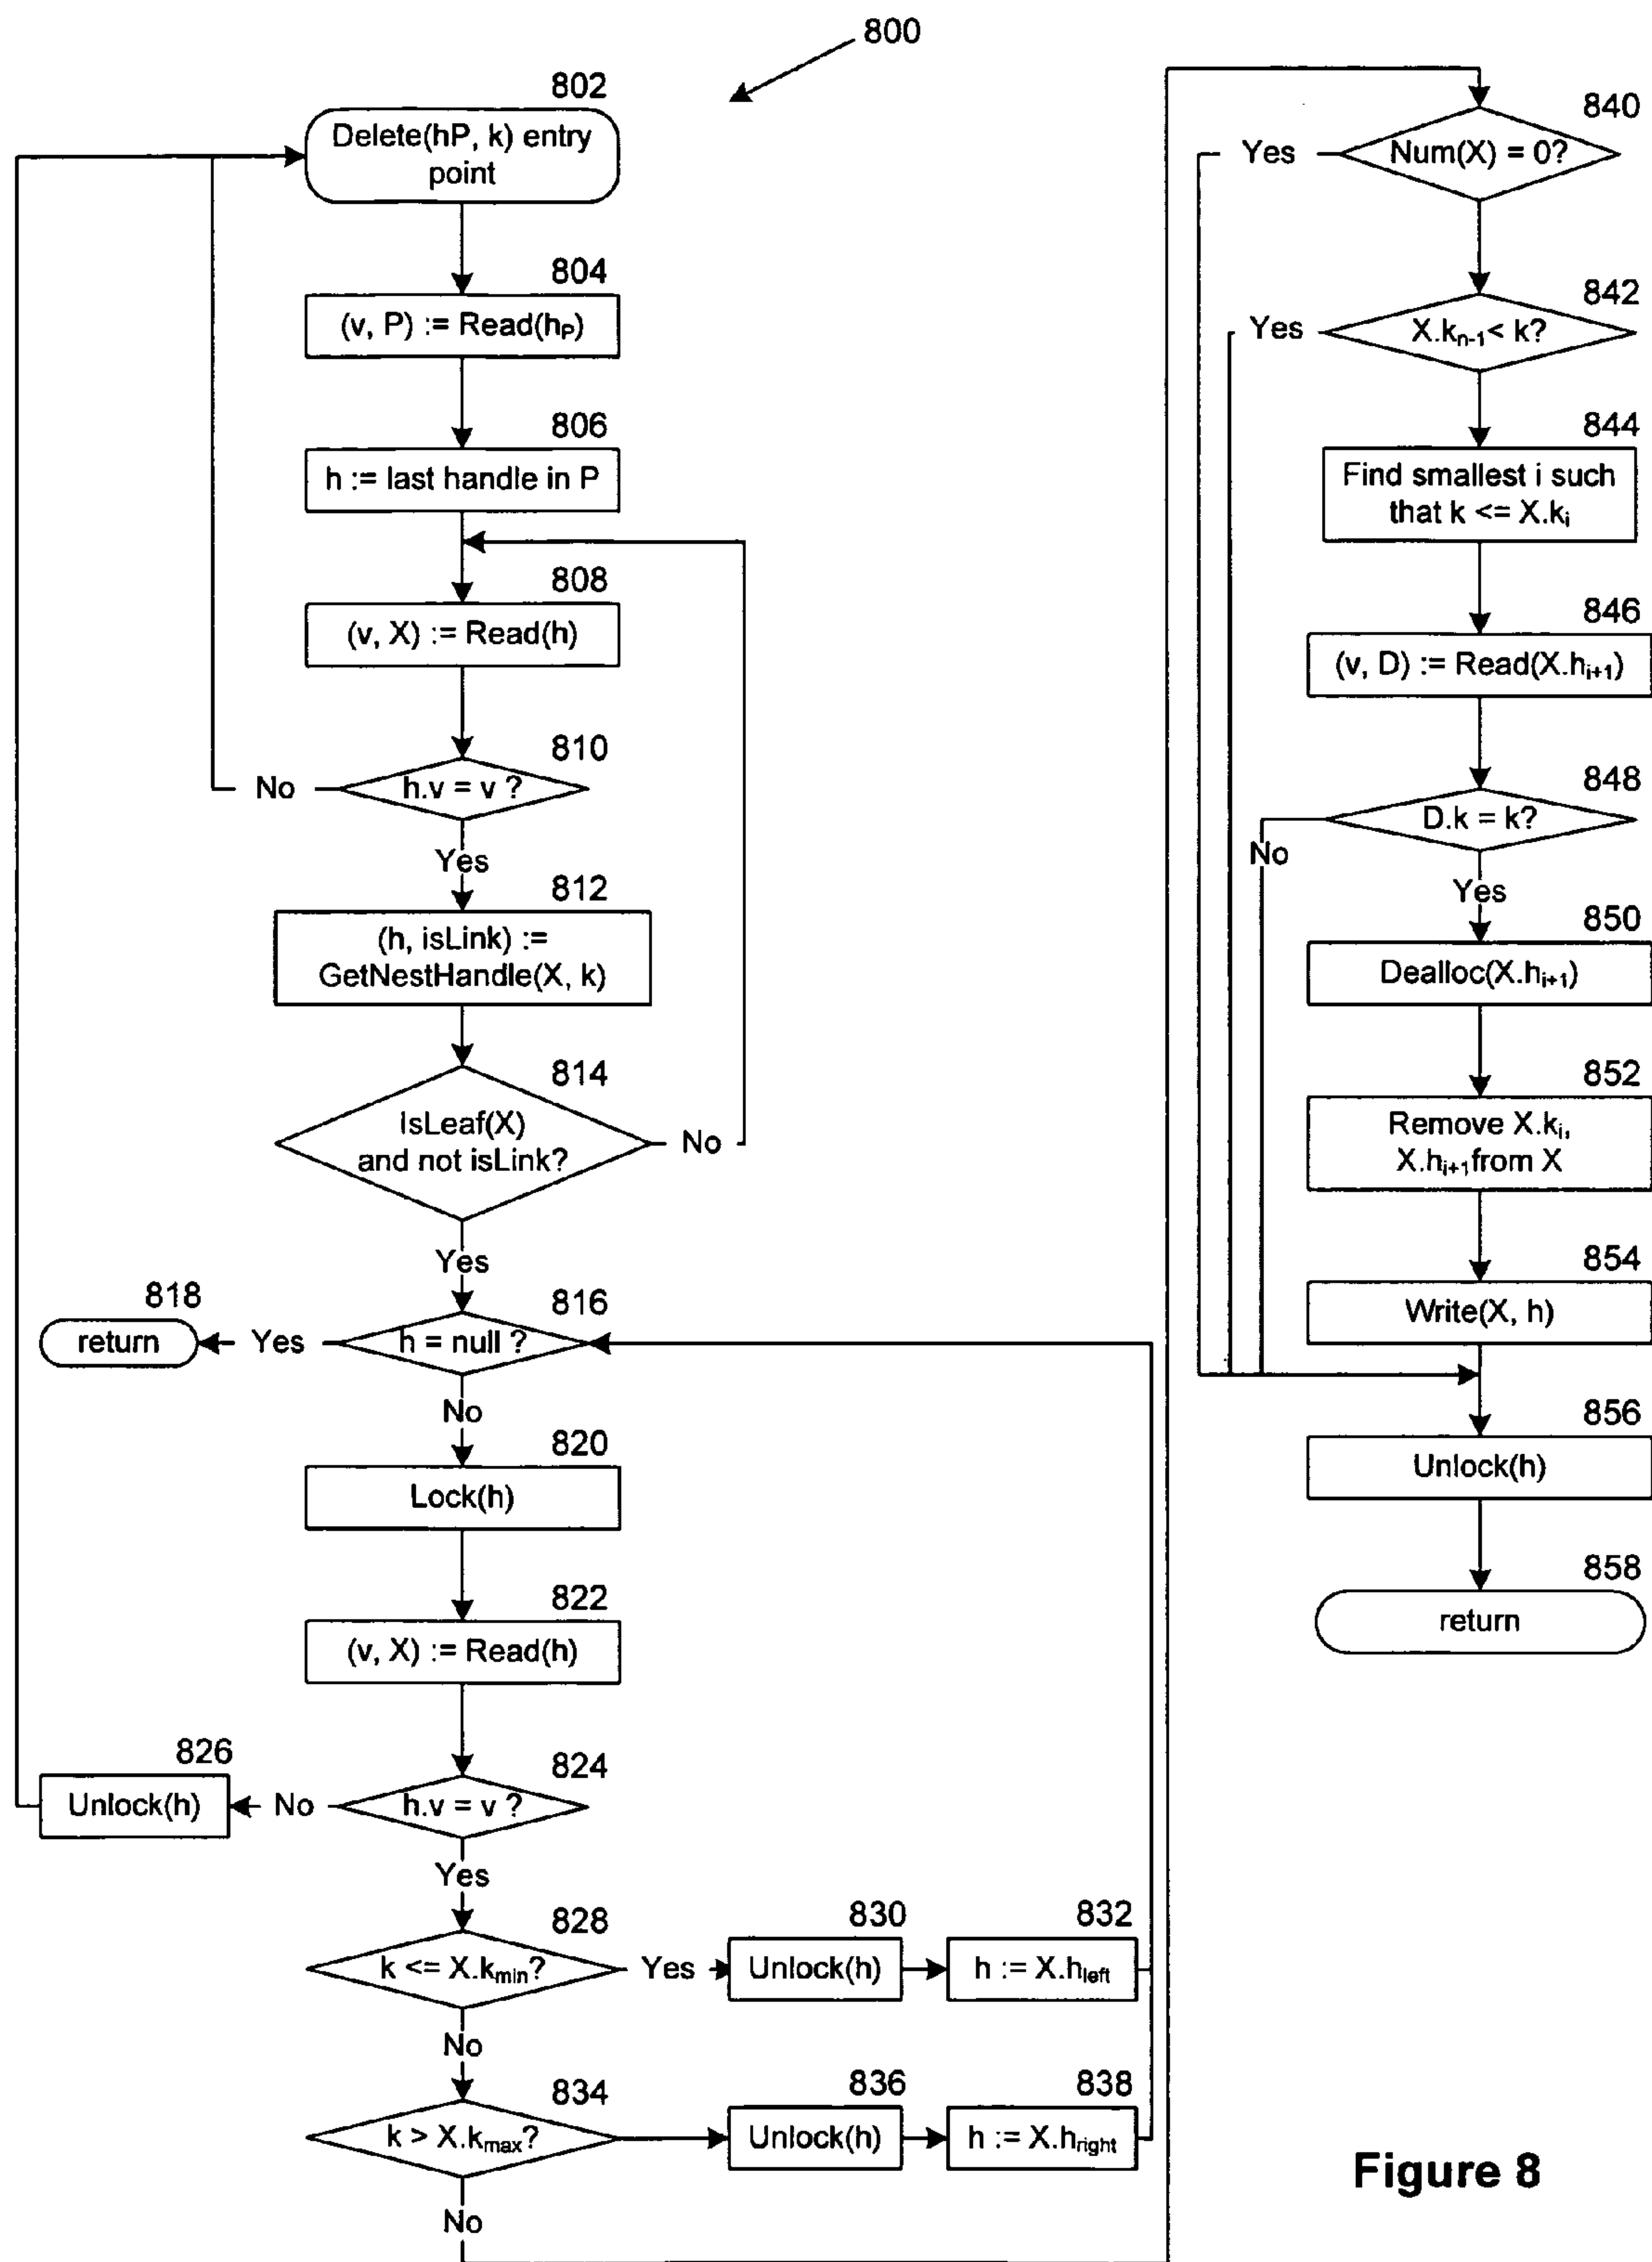 800
802
Delete(hP, k) entry
point
804
(v, P) := Read(hP)
806
h := last handle in P
808
(v, X) := Read(h)
810
No
h.v = v ?
Yes
812
(h, isLink) :=
GetNestHandle(X, k)
814
IsLeaf(X)
and not isLink?
No
Yes
818
return
Yes
816
h = null ?
No
820
Lock(h)
822
(v, X) := Read(h)
826
Unlock(h)
No
824
h.v = v ?
Yes
828
k <= X.kmin?
Yes
830
Unlock(h)
832
h := X.hleft
No
834
k > X.kmax?
836
Unlock(h)
838
h := X.hright
No
840
Yes
Num(X) = 0?
842
Yes
X.kn-1< k?
844
Find smallest i such
that k <= X.ki
846
(v, D) := Read(X.hi+1)
848
D.k = k?
No
Yes
850
Dealloc(X.hi+1)
852
Remove X.ki,
X.hi+1from X
854
Write(X, h)
856
Unlock(h)
858
return
Figure 8